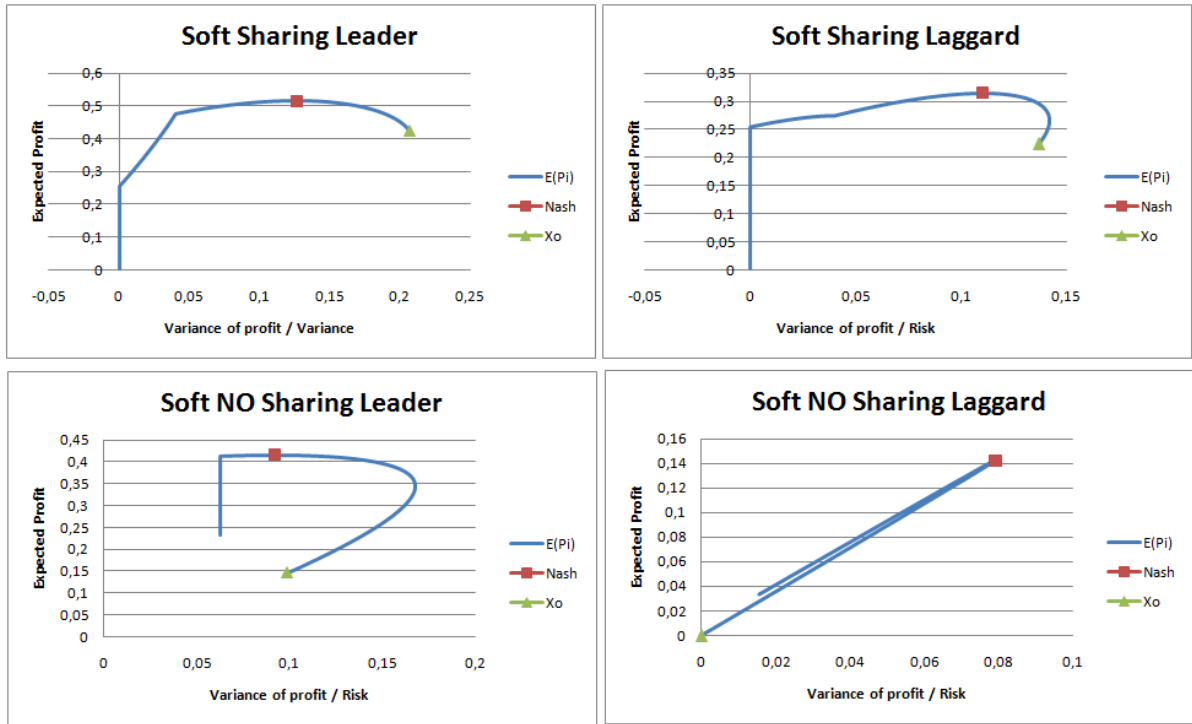 Soft Sharing Leader
0,6
0,5
0,4
0,3
0,2
0,1
0
-0,05 0 0,05 0,1 0,15 0,2 0,25
Expected Profit
Variance of profit / Variance
E(Pi)
Nash
Xo
Soft Sharing Laggard
0,35
0,3
0,25
0,2
0,15
0,1
0,05
0
-0,05 0 0,05 0,1 0,15
Expected Profit
Variance of profit / Risk
E(Pi)
Nash
Xo
Soft NO Sharing Leader
0,45
0,4
0,35
0,3
0,25
0,2
0,15
0,1
0,05
0
0 0,05 0,1 0,15 0,2
Expected Profit
Variance of profit / Risk
E(Pi)
Nash
Xo
Soft NO Sharing Laggard
0,16
0,14
0,12
0,1
0,08
0,06
0,04
0,02
0
0 0,02 0,04 0,06 0,08 0,1
Expected Profit
Variance of profit / Risk
E(Pi)
Nash
Xo